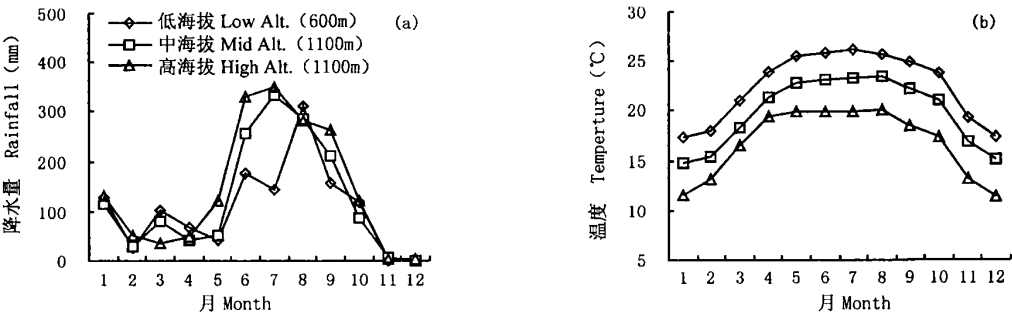 500
400
300
200
100
0
降水量 Rainfall (mm)
低海拔 Low Alt. (600m)
中海拔 Mid Alt. (1100m)
高海拔 High Alt. (1100m)
(a)
1 2 3 4 5 6 7 8 9 10 11 12
月 Month
30
25
20
15
10
5
温度 Temperture (℃)
(b)
1 2 3 4 5 6 7 8 9 10 11 12
月 Month